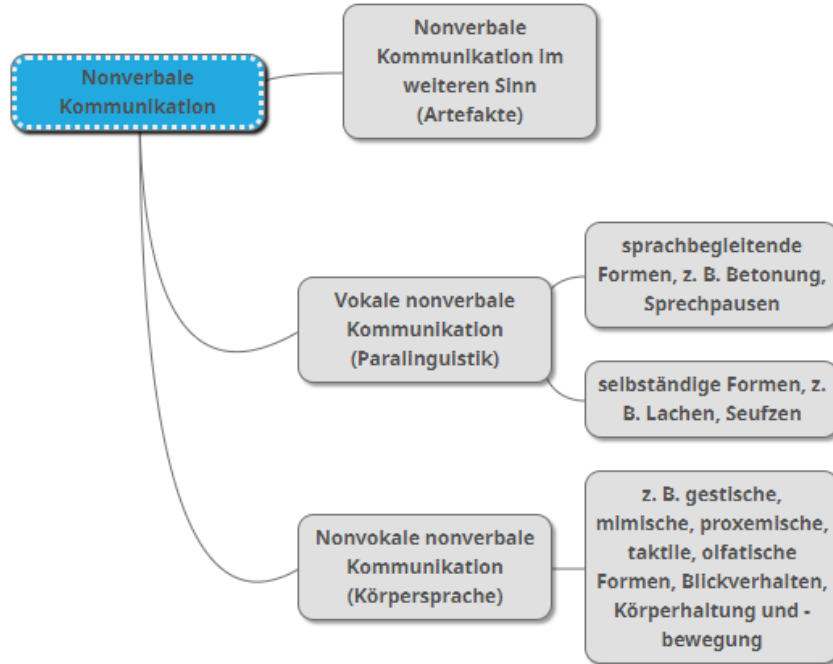 Nonverbale
Kommunikation
Nonverbale
Kommunikation im
weiteren Sinn
(Artefakte)
Vokale nonverbale
Kommunikation
(Paralinguistik)
sprachbegleitende
Formen, z. B. Betonung,
Sprechpausen
selbständige Formen, z.
B. Lachen, Seufzen
Nonvokale nonverbale
Kommunikation
(Körpersprache)
z. B. gestische,
mimische, proxemische,
taktile, olfatische
Formen, Blickverhalten,
Körperhaltung und -
bewegung